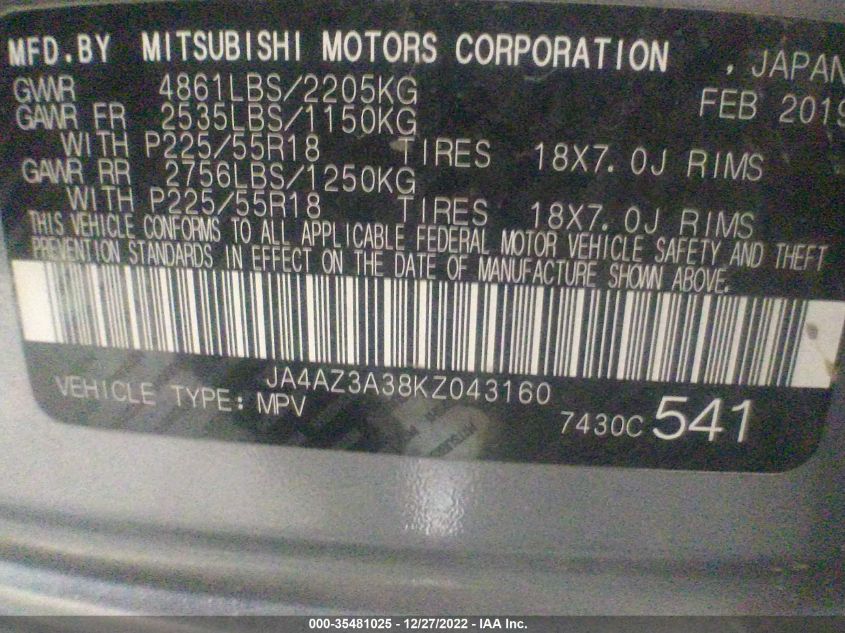 MFD.BY MITSUBISHI MOTORS CORPORATION , JAPAN
GVWR 4861LBS/2205KG FEB 2019
GAWR FR 2535LBS/1150KG
WITH P225/55R18 TIRES 18X7.0J RIMS
GAWR RR 2756LBS/1250KG
WITH P225/55R18 TIRES 18X7.0J RIMS
THIS VEHICLE CONFORMS TO ALL APPLICABLE FEDERAL MOTOR VEHICLE SAFETY AND THEFT
PREVENTION STANDARDS IN EFFECT ON THE DATE OF MANUFACTURE SHOWN ABOVE.
JA4AZ3A38KZ043160
VEHICLE TYPE: MPV
7430C 541
000-35481025 - 12/27/2022 - IAA Inc.